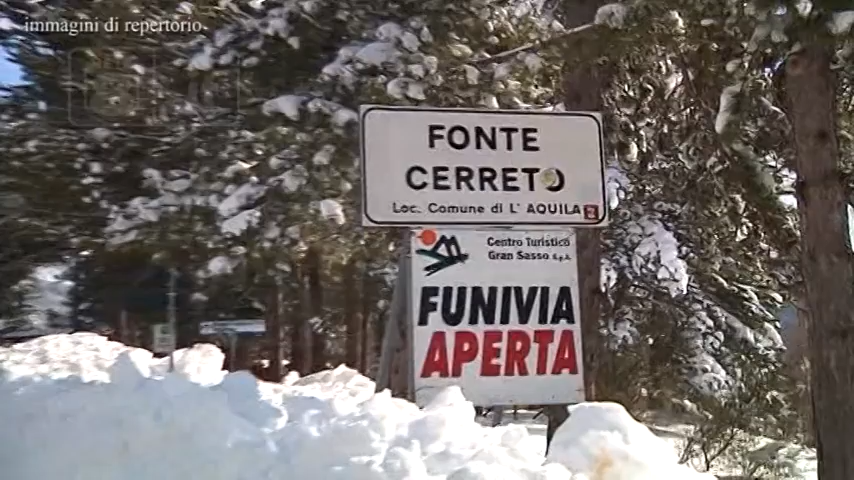 immagini di repertorio
FONTE
CERRETO
Loc. Comune di L' AQUILA
Centro Turistico
Gran Sasso S.p.A.
FUNIVIA
APERTA